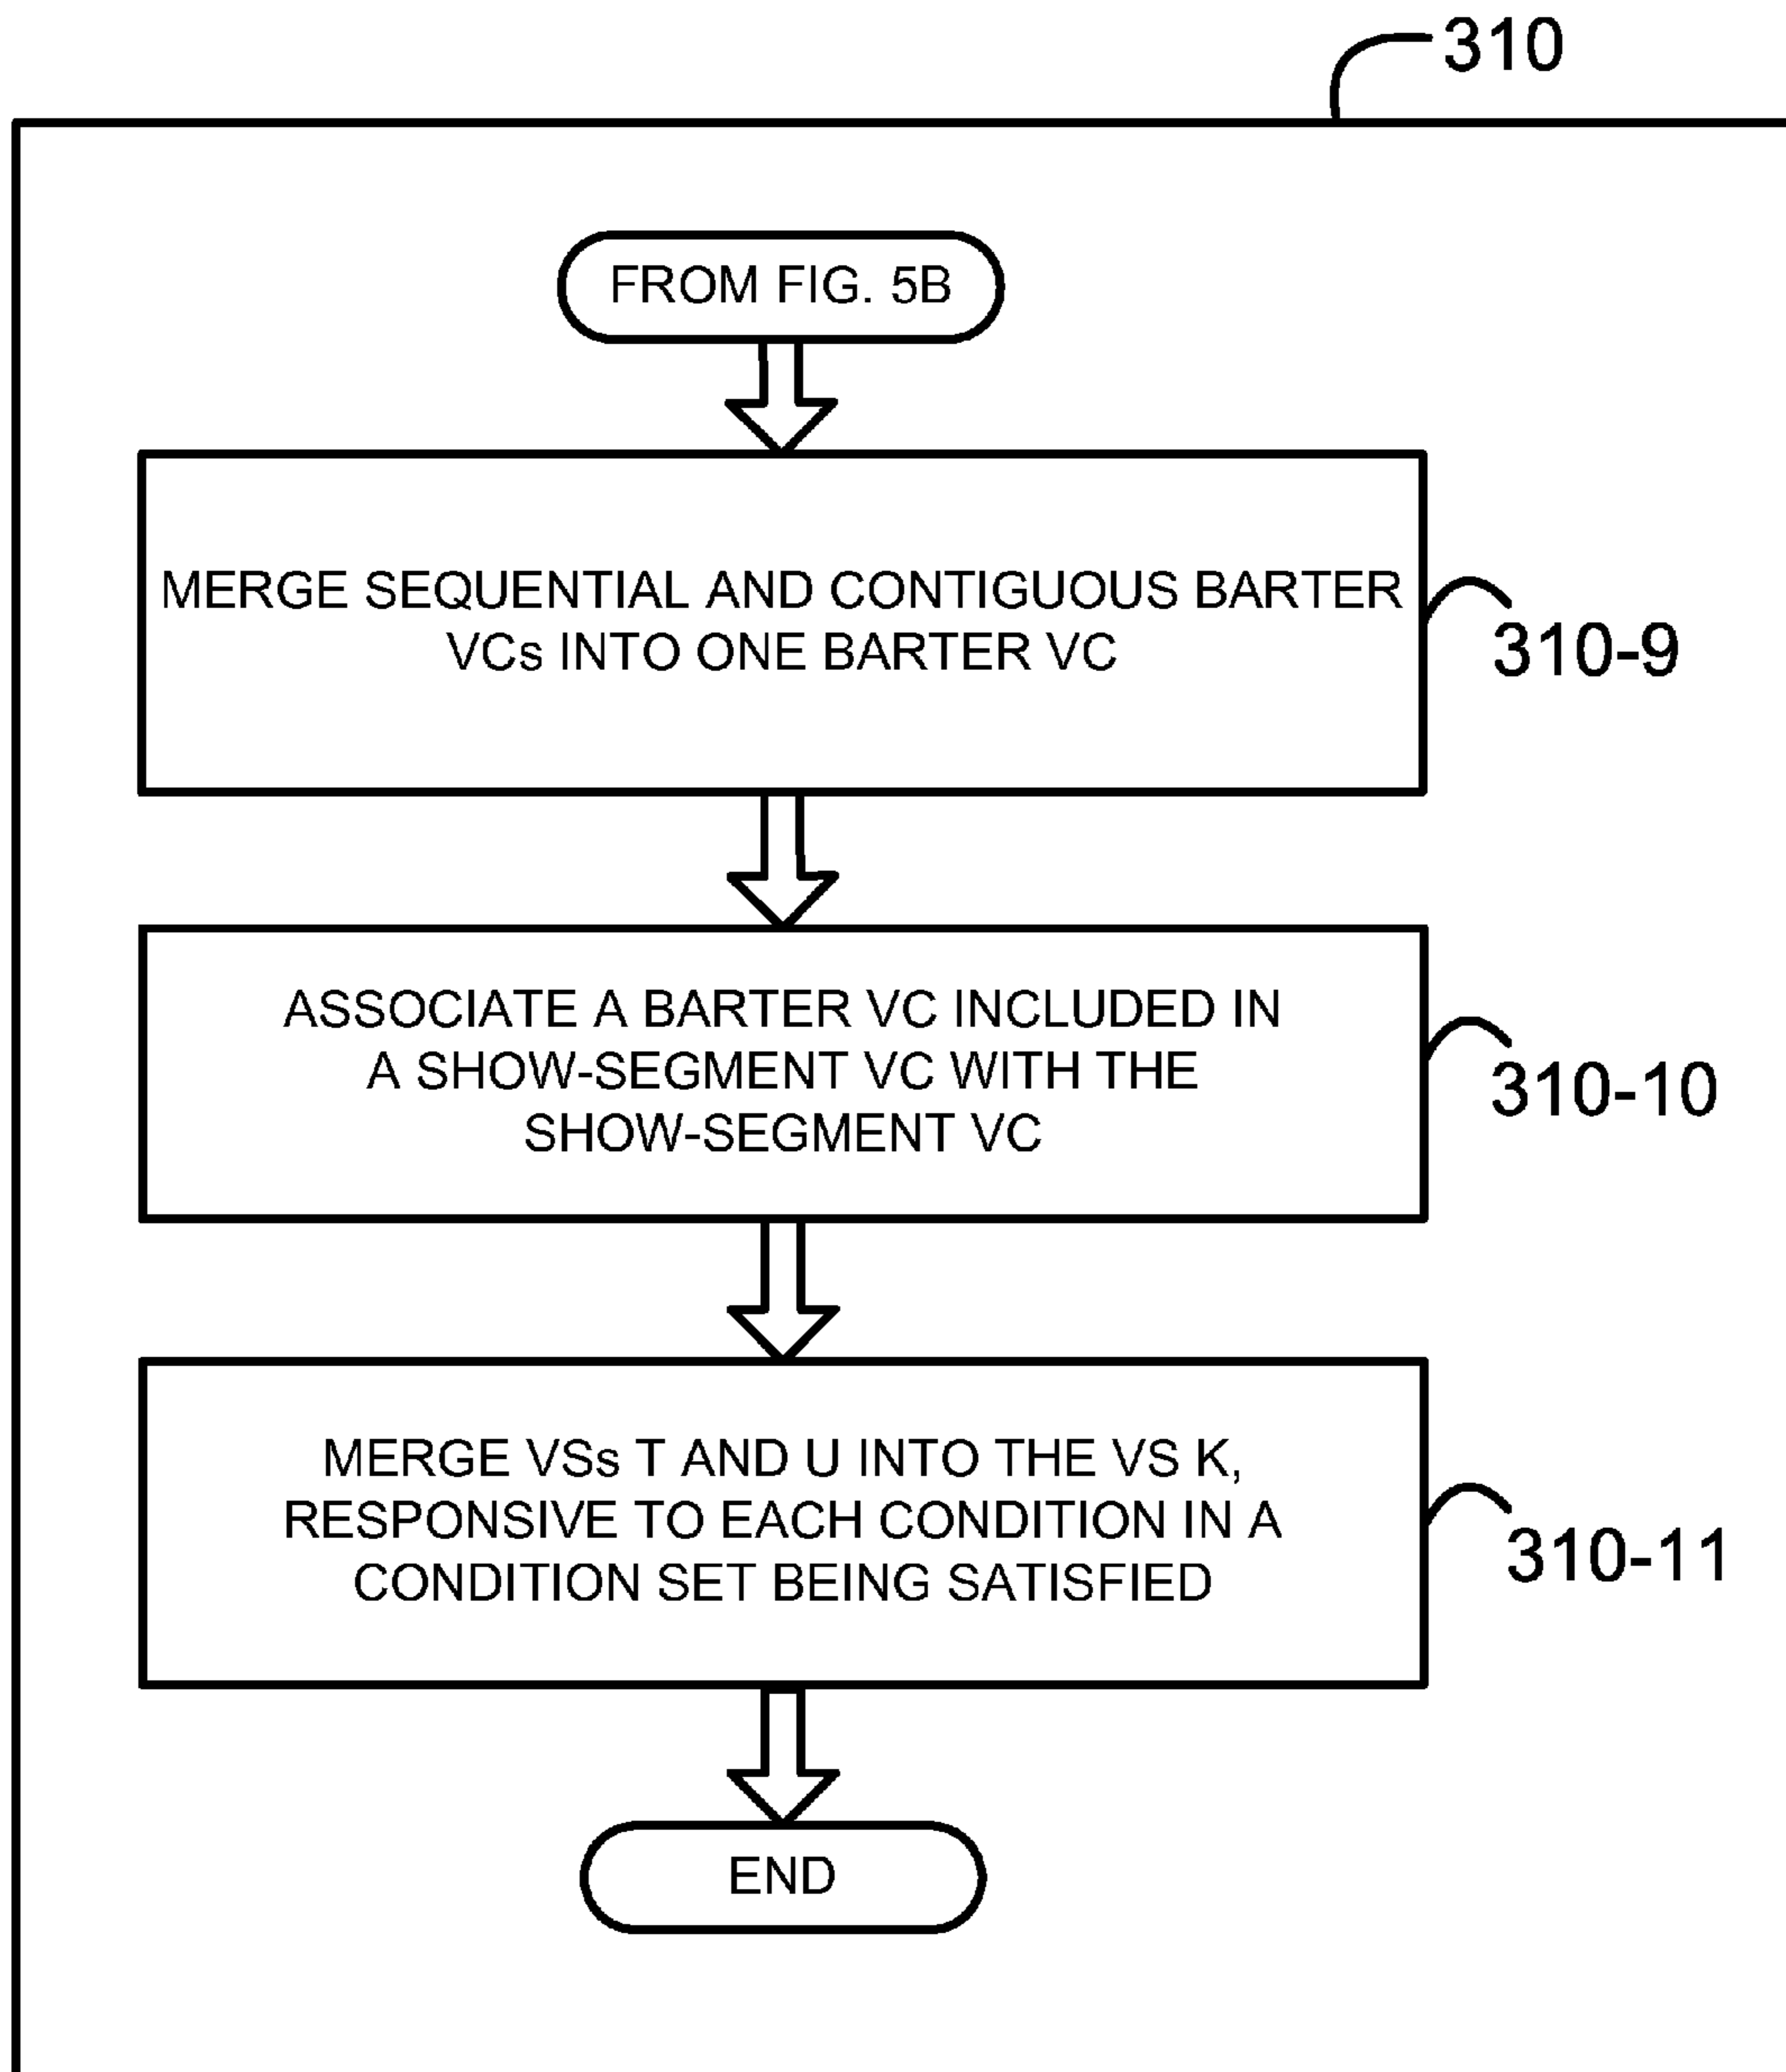 310
FROM FIG. 5B
MERGE SEQUENTIAL AND CONTIGUOUS BARTER
VCs INTO ONE BARTER VC
310-9
ASSOCIATE A BARTER VC INCLUDED IN
A SHOW-SEGMENT VC WITH THE
SHOW-SEGMENT VC
310-10
MERGE VSs T AND U INTO THE VS K,
RESPONSIVE TO EACH CONDITION IN A
CONDITION SET BEING SATISFIED
310-11
END